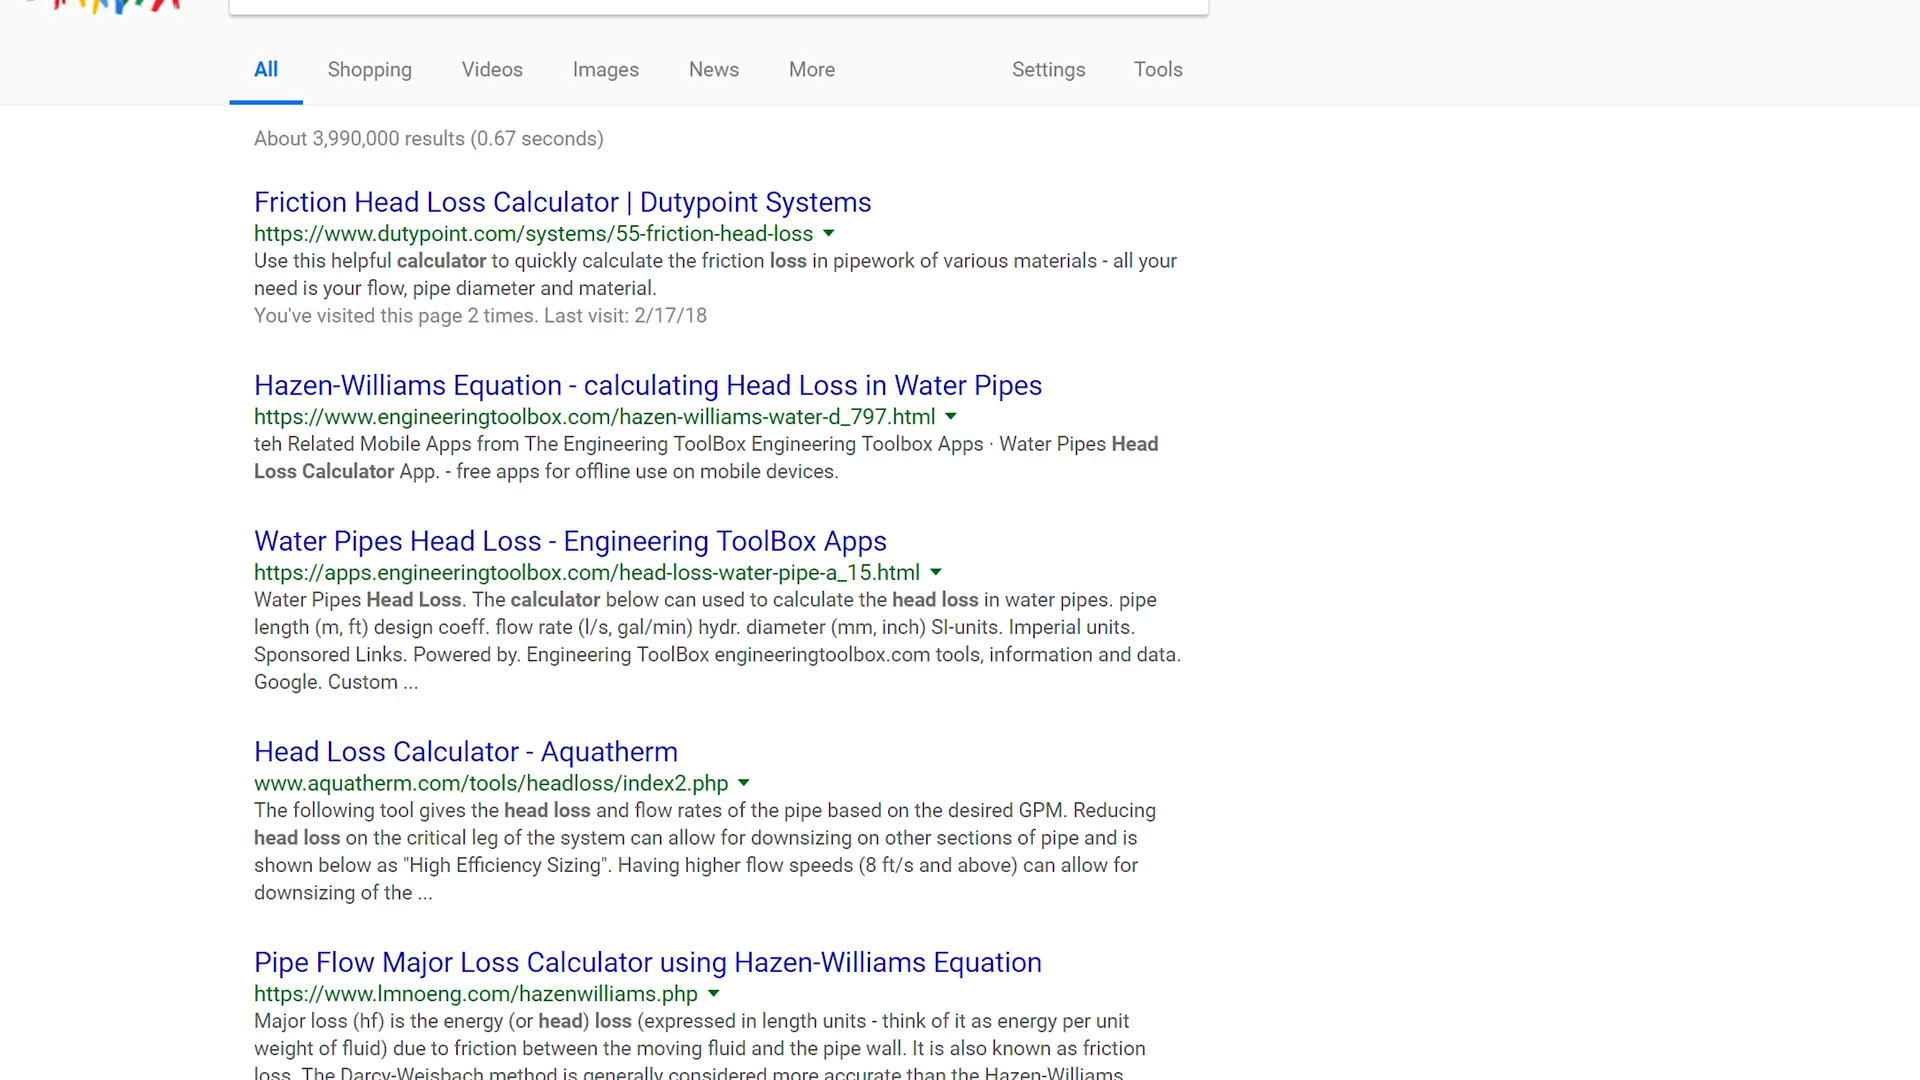 All Shopping Videos Images News More Settings Tools
About 3,990,000 results (0.67 seconds)
Friction Head Loss Calculator | Dutypoint Systems
https://www.dutypoint.com/systems/55-friction-head-loss
Use this helpful calculator to quickly calculate the friction loss in pipework of various materials - all your
need is your flow, pipe diameter and material.
You've visited this page 2 times. Last visit: 2/17/18
Hazen-Williams Equation - calculating Head Loss in Water Pipes
https://www.engineeringtoolbox.com/hazen-williams-water-d_797.html
teh Related Mobile Apps from The Engineering ToolBox Engineering Toolbox Apps · Water Pipes Head
Loss Calculator App. - free apps for offline use on mobile devices.
Water Pipes Head Loss - Engineering ToolBox Apps
https://apps.engineeringtoolbox.com/head-loss-water-pipe-a_15.html
Water Pipes Head Loss. The calculator below can used to calculate the head loss in water pipes. pipe
length (m, ft) design coeff. flow rate (l/s, gal/min) hydr. diameter (mm, inch) SI-units. Imperial units.
Sponsored Links. Powered by. Engineering ToolBox engineeringtoolbox.com tools, information and data.
Google. Custom ...
Head Loss Calculator - Aquatherm
www.aquatherm.com/tools/headloss/index2.php
The following tool gives the head loss and flow rates of the pipe based on the desired GPM. Reducing
head loss on the critical leg of the system can allow for downsizing on other sections of pipe and is
shown below as "High Efficiency Sizing". Having higher flow speeds (8 ft/s and above) can allow for
downsizing of the ...
Pipe Flow Major Loss Calculator using Hazen-Williams Equation
https://www.lmnoeng.com/hazenwilliams.php
Major loss (hf) is the energy (or head) loss (expressed in length units - think of it as energy per unit
weight of fluid) due to friction between the moving fluid and the pipe wall. It is also known as friction
loss. The Darcy-Weisbach method is generally considered more accurate than the Hazen-Williams